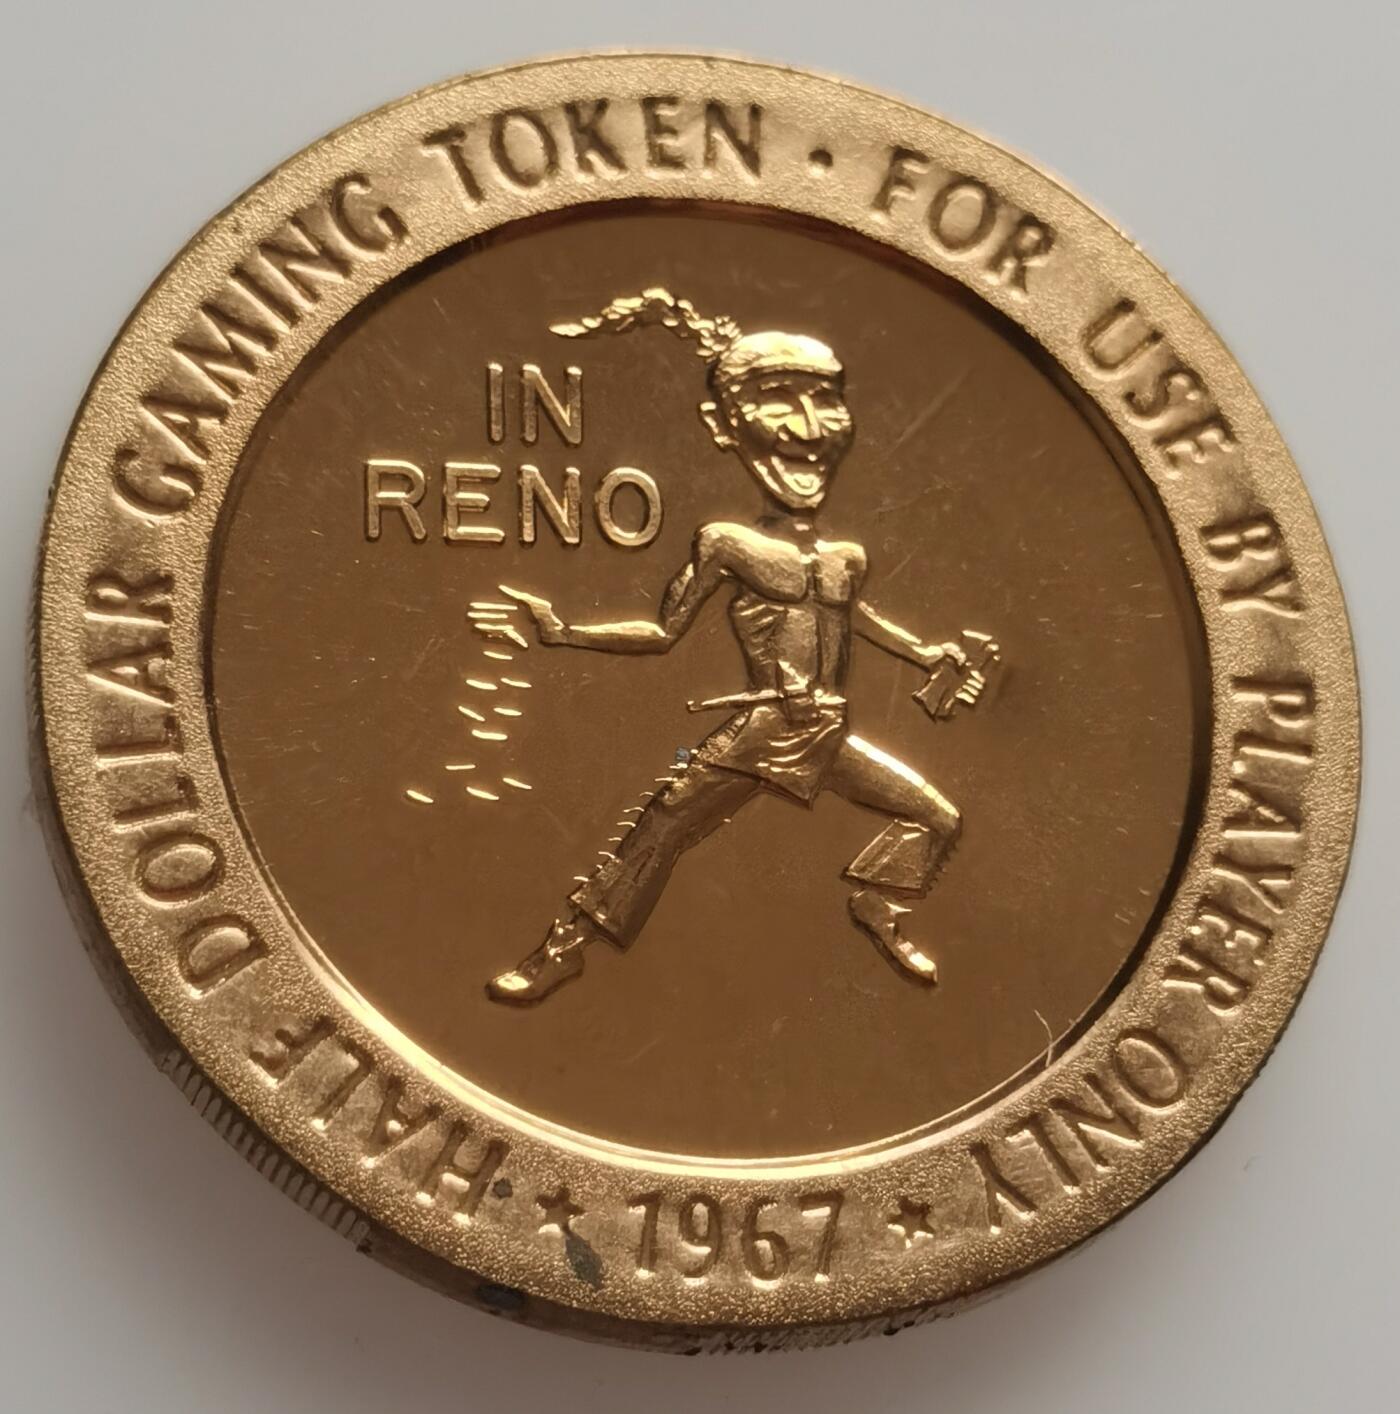 HALF DOLLAR GAMING TOKEN · FOR USE BY PLAYER ONLY
IN
RENO
★ 1967 ★